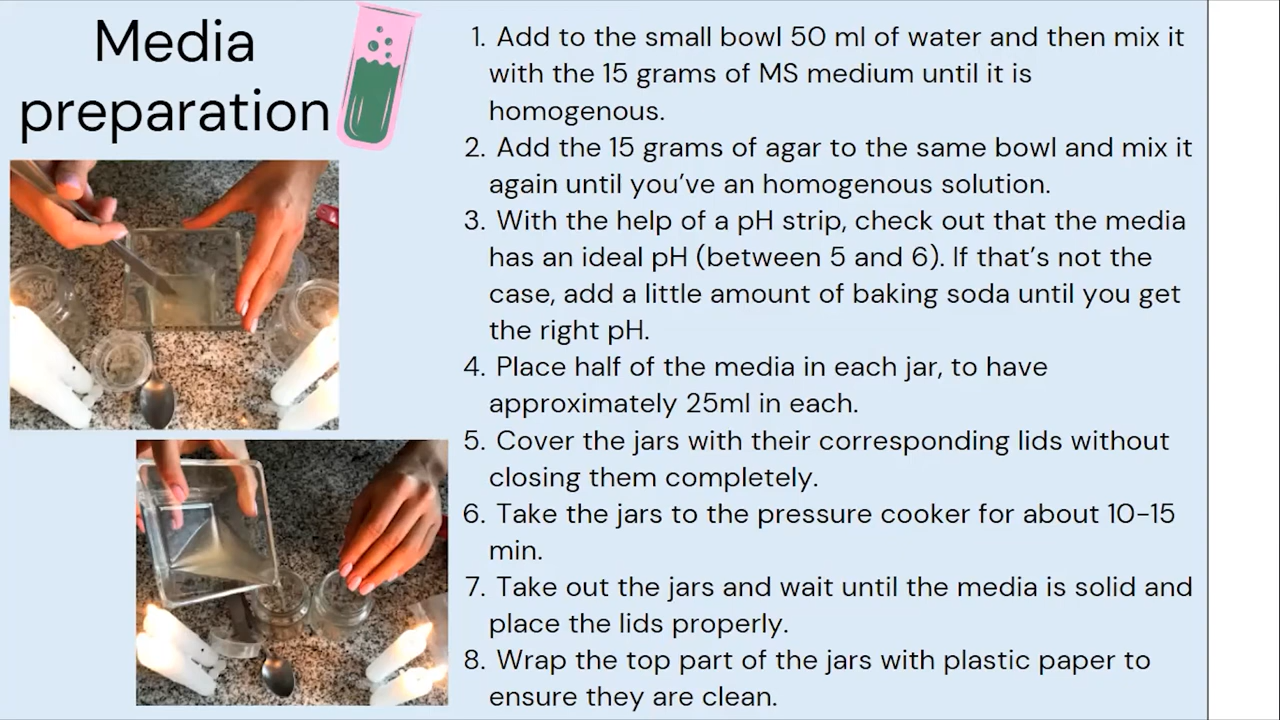 Media
preparation
1. Add to the small bowl 50 ml of water and then mix it
with the 15 grams of MS medium until it is
homogenous.
2. Add the 15 grams of agar to the same bowl and mix it
again until you've an homogenous solution.
3. With the help of a pH strip, check out that the media
has an ideal pH (between 5 and 6). If that's not the
case, add a little amount of baking soda until you get
the right pH.
4. Place half of the media in each jar, to have
approximately 25ml in each.
5. Cover the jars with their corresponding lids without
closing them completely.
6. Take the jars to the pressure cooker for about 10-15
min.
7. Take out the jars and wait until the media is solid and
place the lids properly.
8. Wrap the top part of the jars with plastic paper to
ensure they are clean.